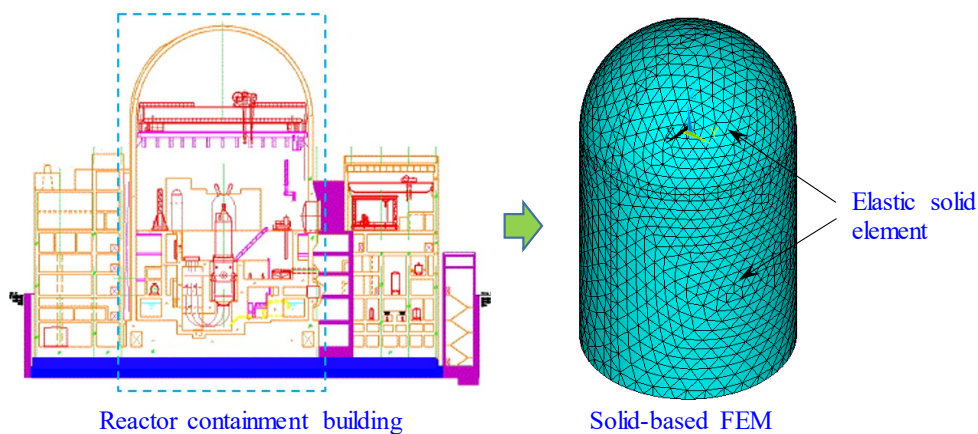 Elastic solid
element
Reactor containment building
Solid-based FEM